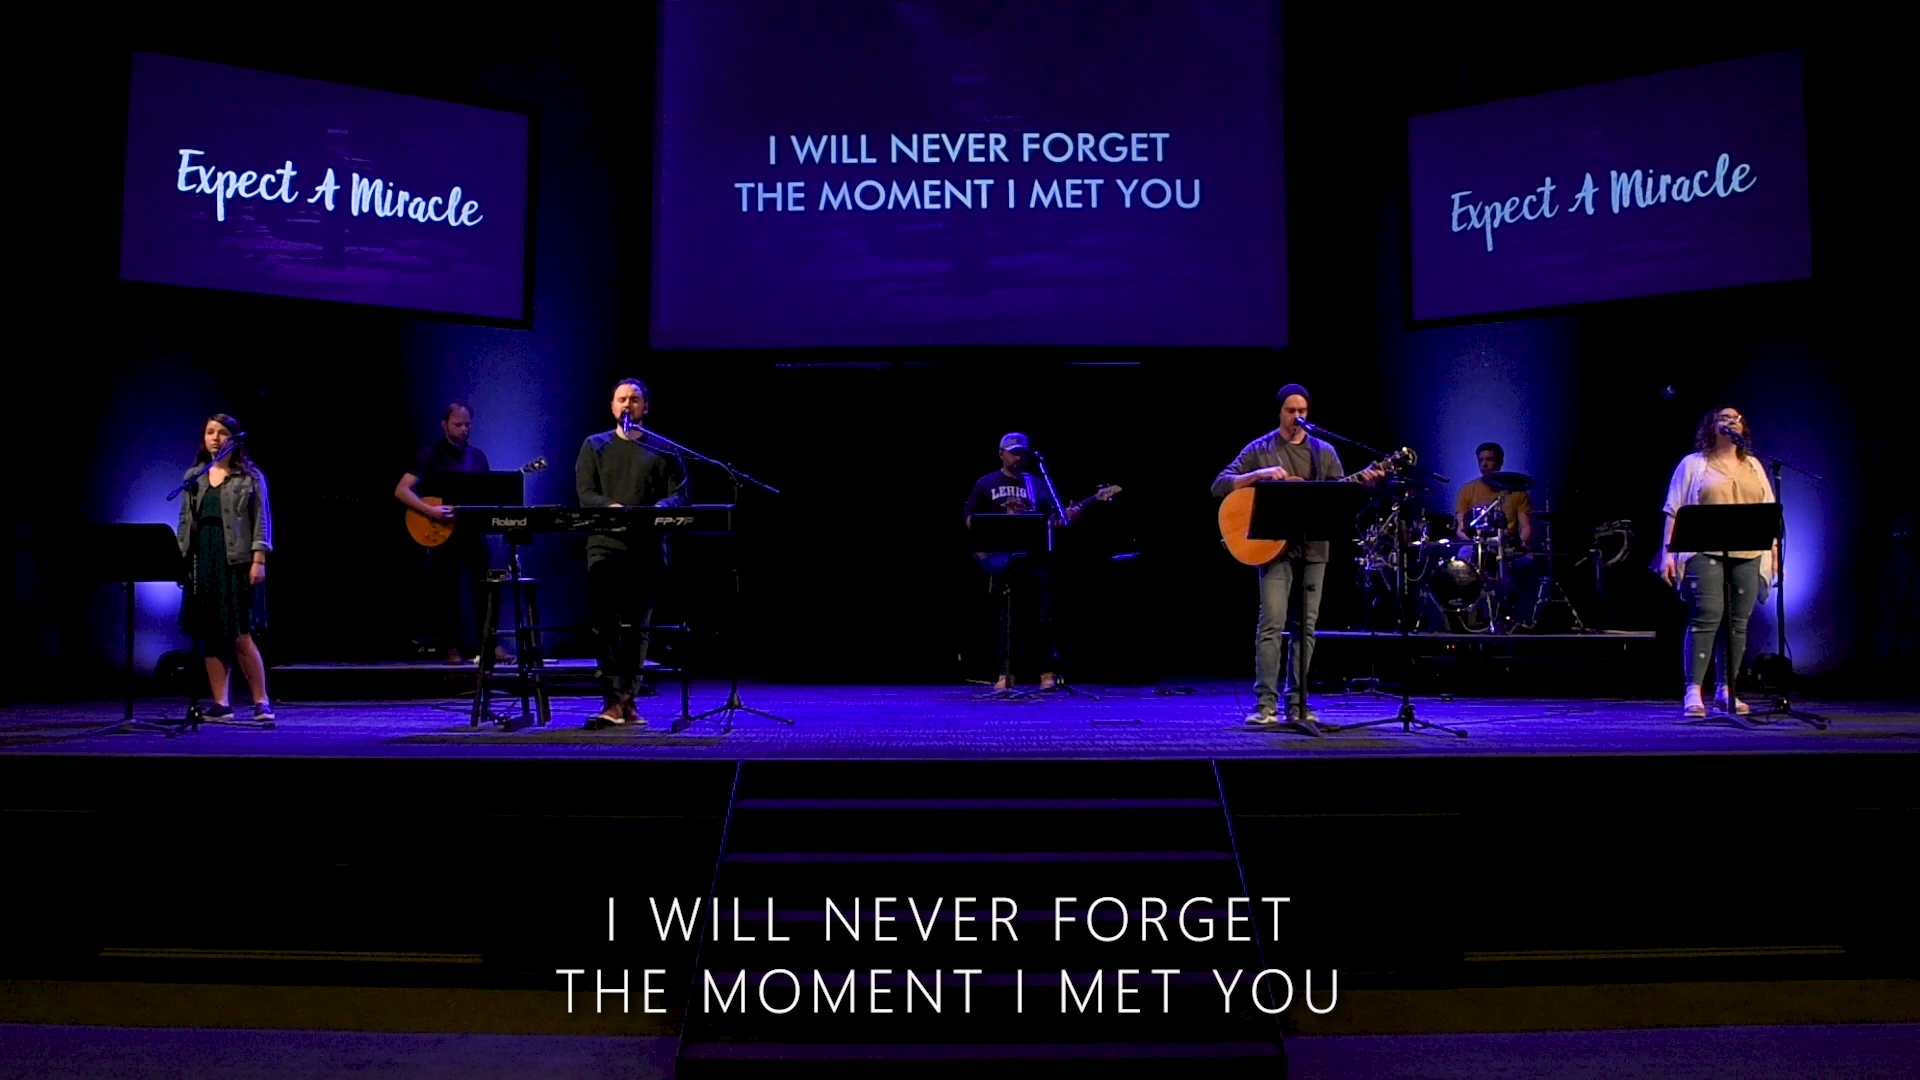 Expect A Miracle
I WILL NEVER FORGET
THE MOMENT I MET YOU
Expect A Miracle
LEHIGH
Roland
FP-7F
I WILL NEVER FORGET
THE MOMENT I MET YOU